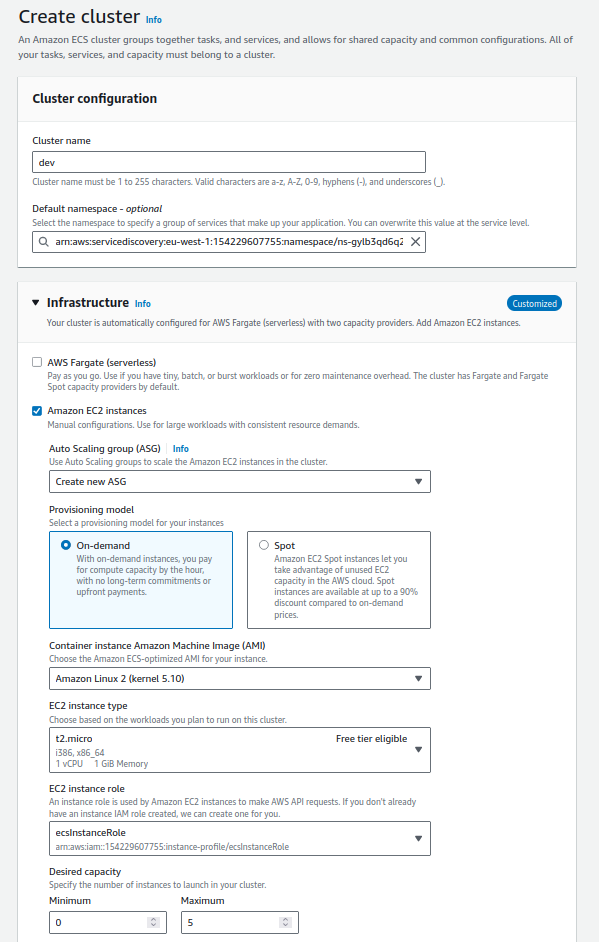 Create cluster Info
An Amazon ECS cluster groups together tasks, and services, and allows for shared capacity and common configurations. All of
your tasks, services, and capacity must belong to a cluster.
Cluster configuration
Cluster name
dev
Cluster name must be 1 to 255 characters. Valid characters are a-z, A-Z, 0-9, hyphens (-), and underscores (_).
Default namespace - optional
Select the namespace to specify a group of services that make up your application. You can overwrite this value at the service level.
arn:aws:servicediscovery:eu-west-1:154229607755:namespace/ns-gylb3qd6q2
Infrastructure Info
Customized
Your cluster is automatically configured for AWS Fargate (serverless) with two capacity providers. Add Amazon EC2 instances.
AWS Fargate (serverless)
Pay as you go. Use if you have tiny, batch, or burst workloads or for zero maintenance overhead. The cluster has Fargate and Fargate
Spot capacity providers by default.
Amazon EC2 instances
Manual configurations. Use for large workloads with consistent resource demands.
Auto Scaling group (ASG) Info
Use Auto Scaling groups to scale the Amazon EC2 instances in the cluster.
Create new ASG
Provisioning model
Select a provisioning model for your instances
On-demand
With on-demand instances, you pay
for compute capacity by the hour,
with no long-term commitments or
upfront payments.
Spot
Amazon EC2 Spot instances let you
take advantage of unused EC2
capacity in the AWS cloud. Spot
instances are available at up to a 90%
discount compared to on-demand
prices.
Container instance Amazon Machine Image (AMI)
Choose the Amazon ECS-optimized AMI for your instance.
Amazon Linux 2 (kernel 5.10)
EC2 instance type
Choose based on the workloads you plan to run on this cluster.
t2.micro Free tier eligible
i386, x86_64
1 vCPU 1 GiB Memory
EC2 instance role
An instance role is used by Amazon EC2 instances to make AWS API requests. If you don't already
have an instance IAM role created, we can create one for you.
ecsInstanceRole
arn:aws:iam::154229607755:instance-profile/ecsInstanceRole
Desired capacity
Specify the number of instances to launch in your cluster.
Minimum Maximum
0 5